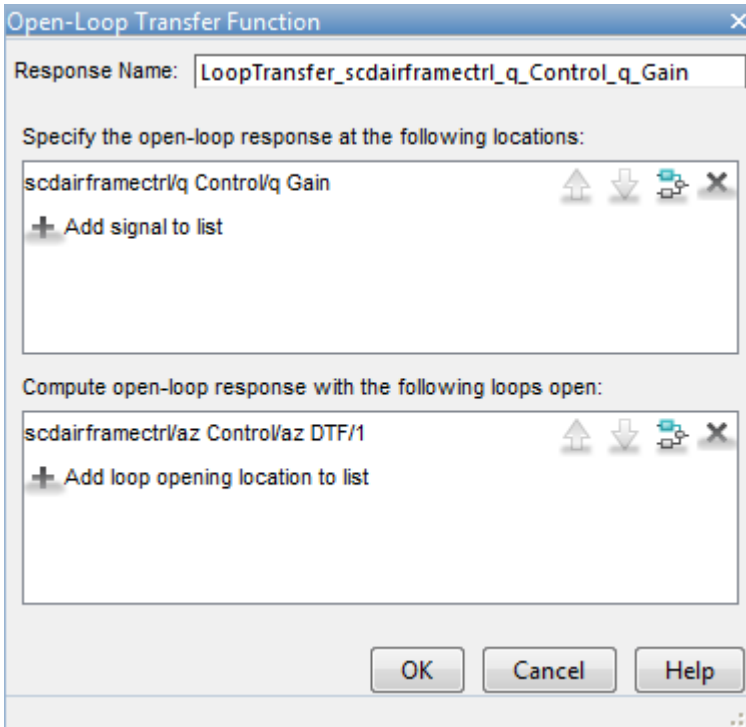 Open-Loop Transfer Function
Response Name: LoopTransfer_scdairframectrl_q_Control_q_Gain
Specify the open-loop response at the following locations:
scdairframectrl/q Control/q Gain
Add signal to list
Compute open-loop response with the following loops open:
scdairframectrl/az Control/az DTF/1
Add loop opening location to list
OK Cancel Help